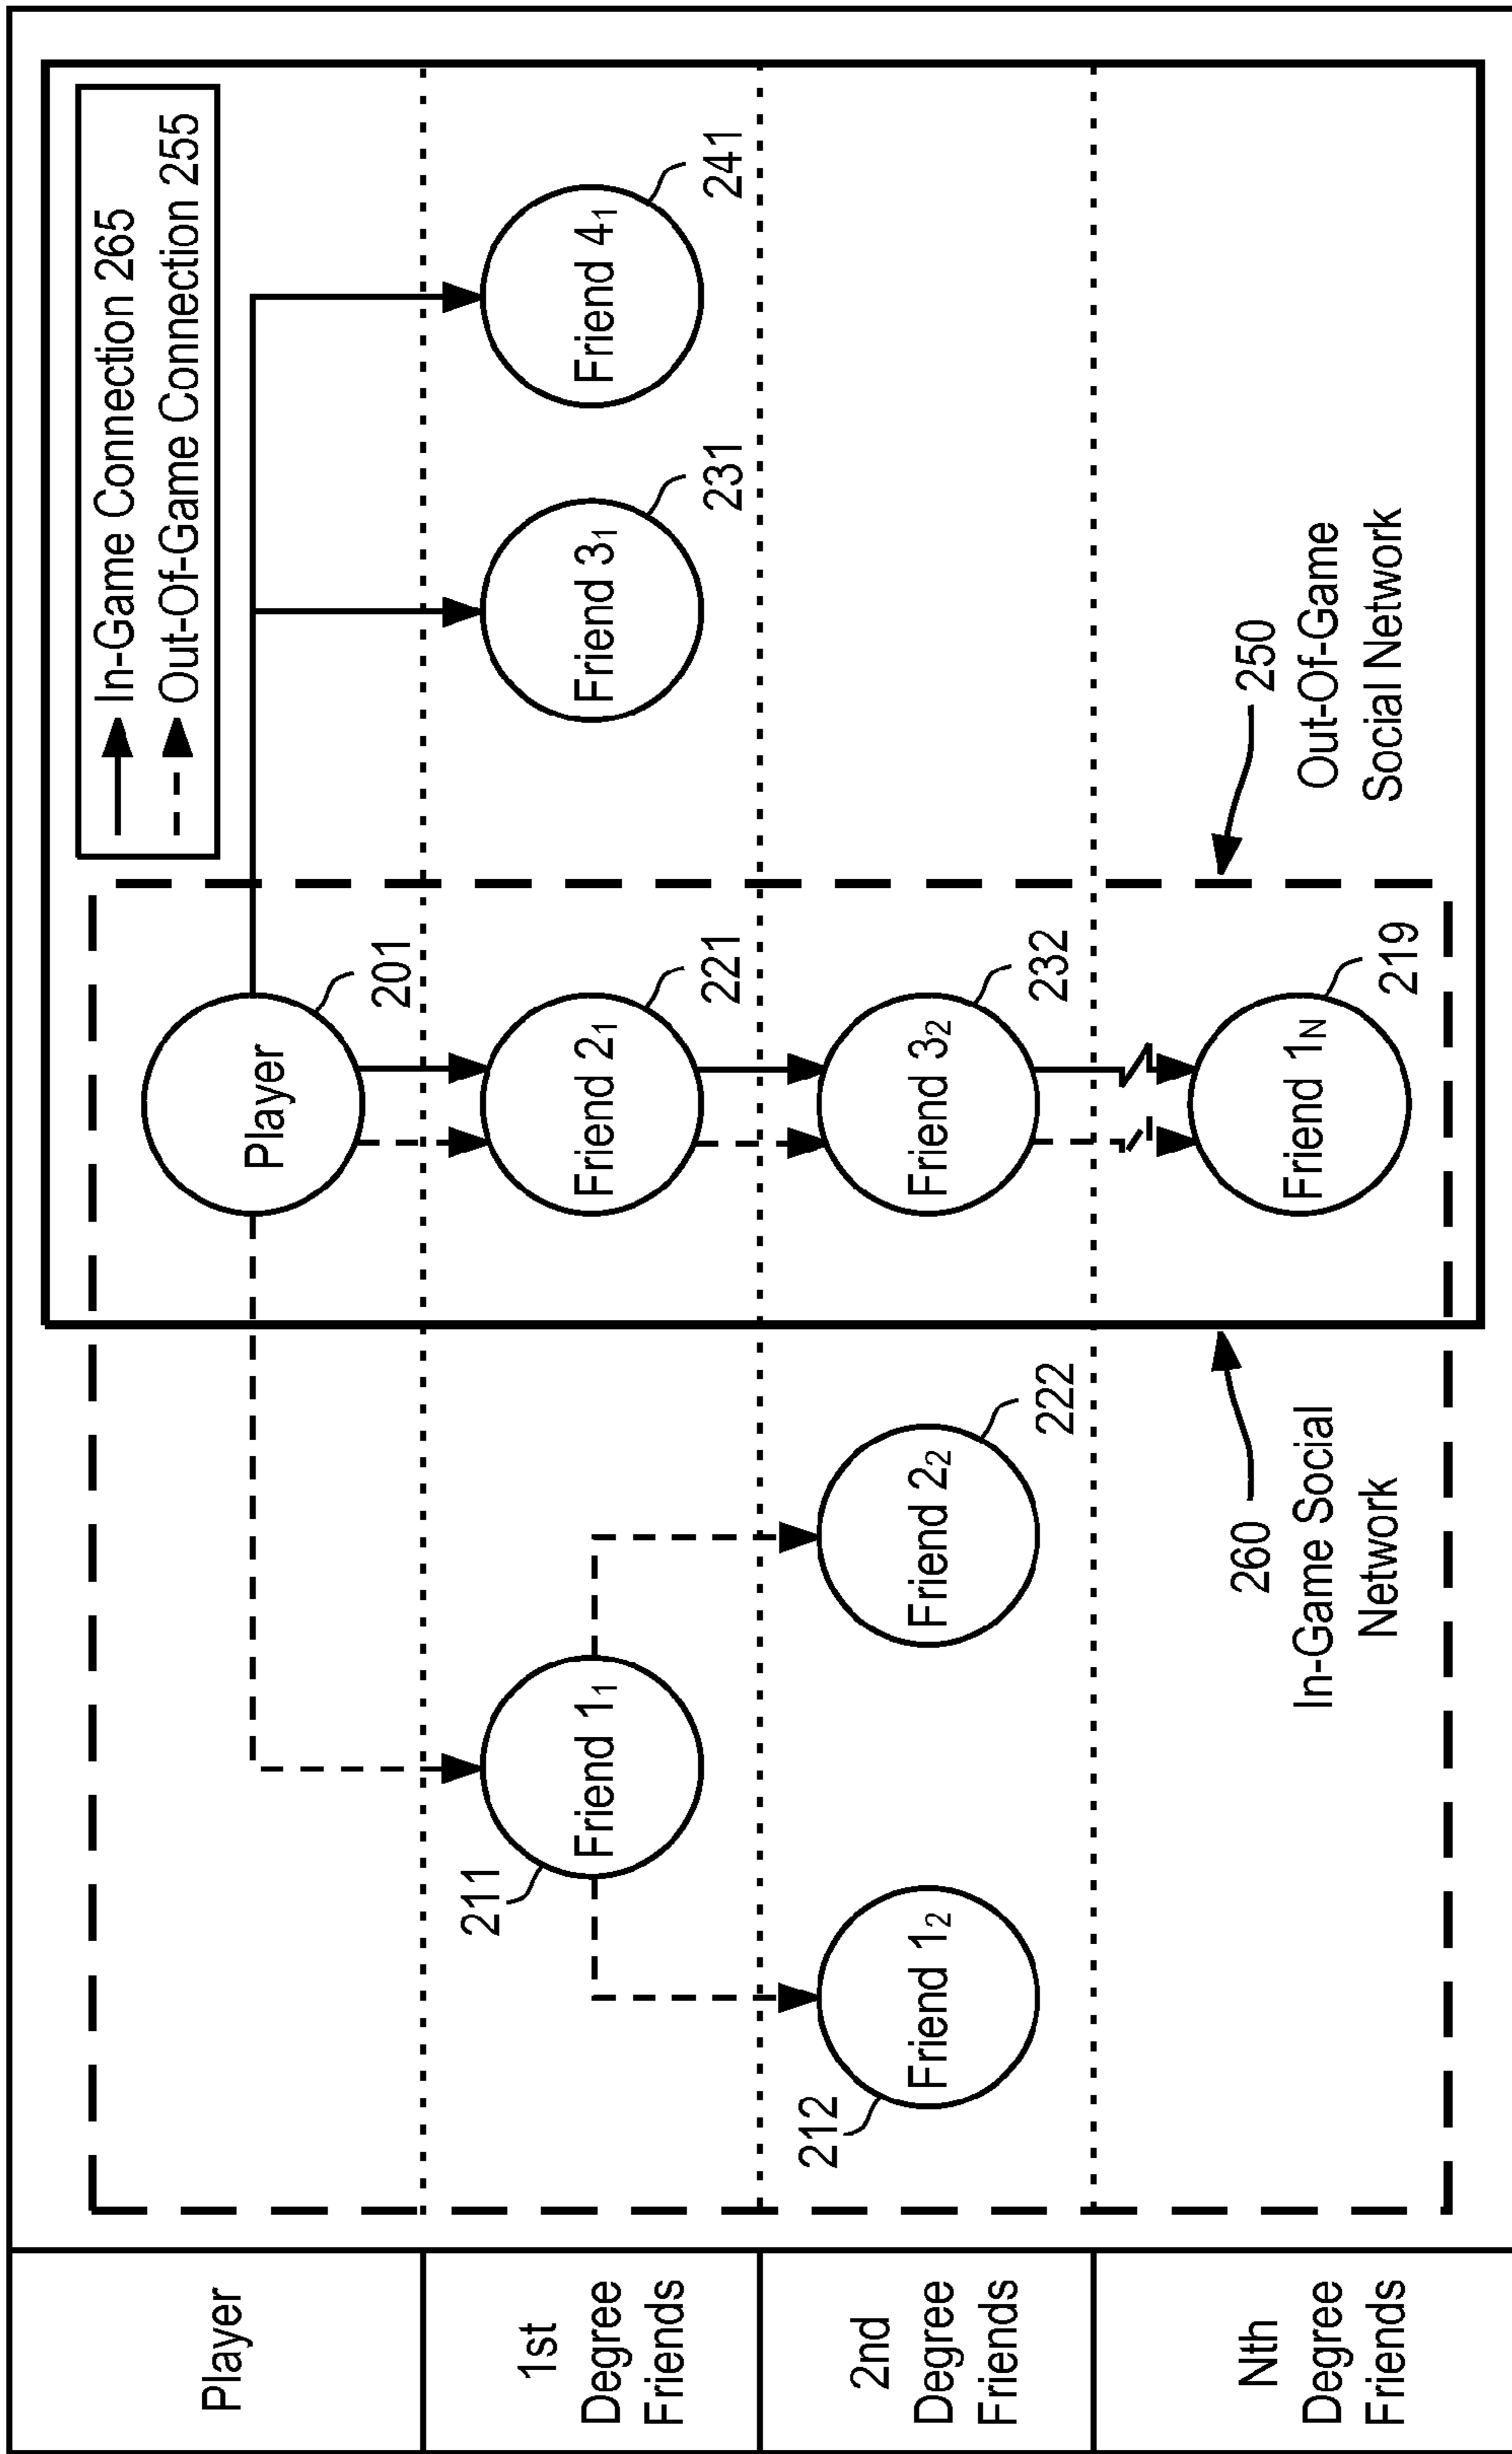 In-Game Connection 265
Out-Of-Game Connection 255
Player
Player
201
1st
Degree
Friends
211
Friend 1₁
Friend 2₁
221
Friend 3₁
231
Friend 4₁
241
2nd
Degree
Friends
212
Friend 1₂
Friend 2₂
222
Friend 3₂
232
Nth
Degree
Friends
260
In-Game Social
Network
Friend 1N
219
250
Out-Of-Game
Social Network